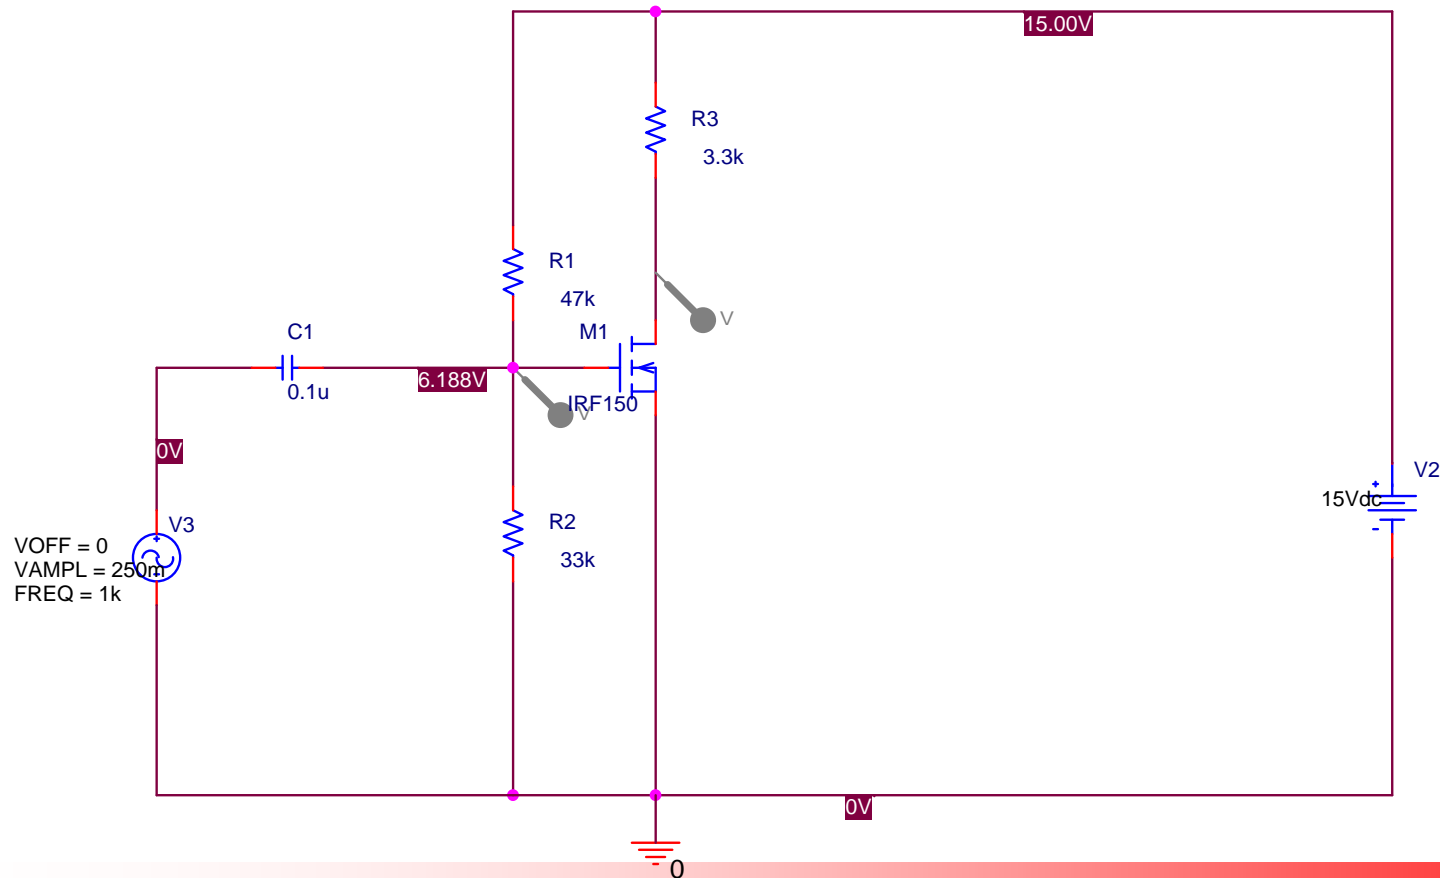 15.00V
R3
3.3k
R1
47k
V
C1
M1
6.188V
0.1u
IRF150
V
0V
V2
15Vdc
V3
R2
VOFF = 0
33k
VAMPL = 250m
FREQ = 1k
0V
0